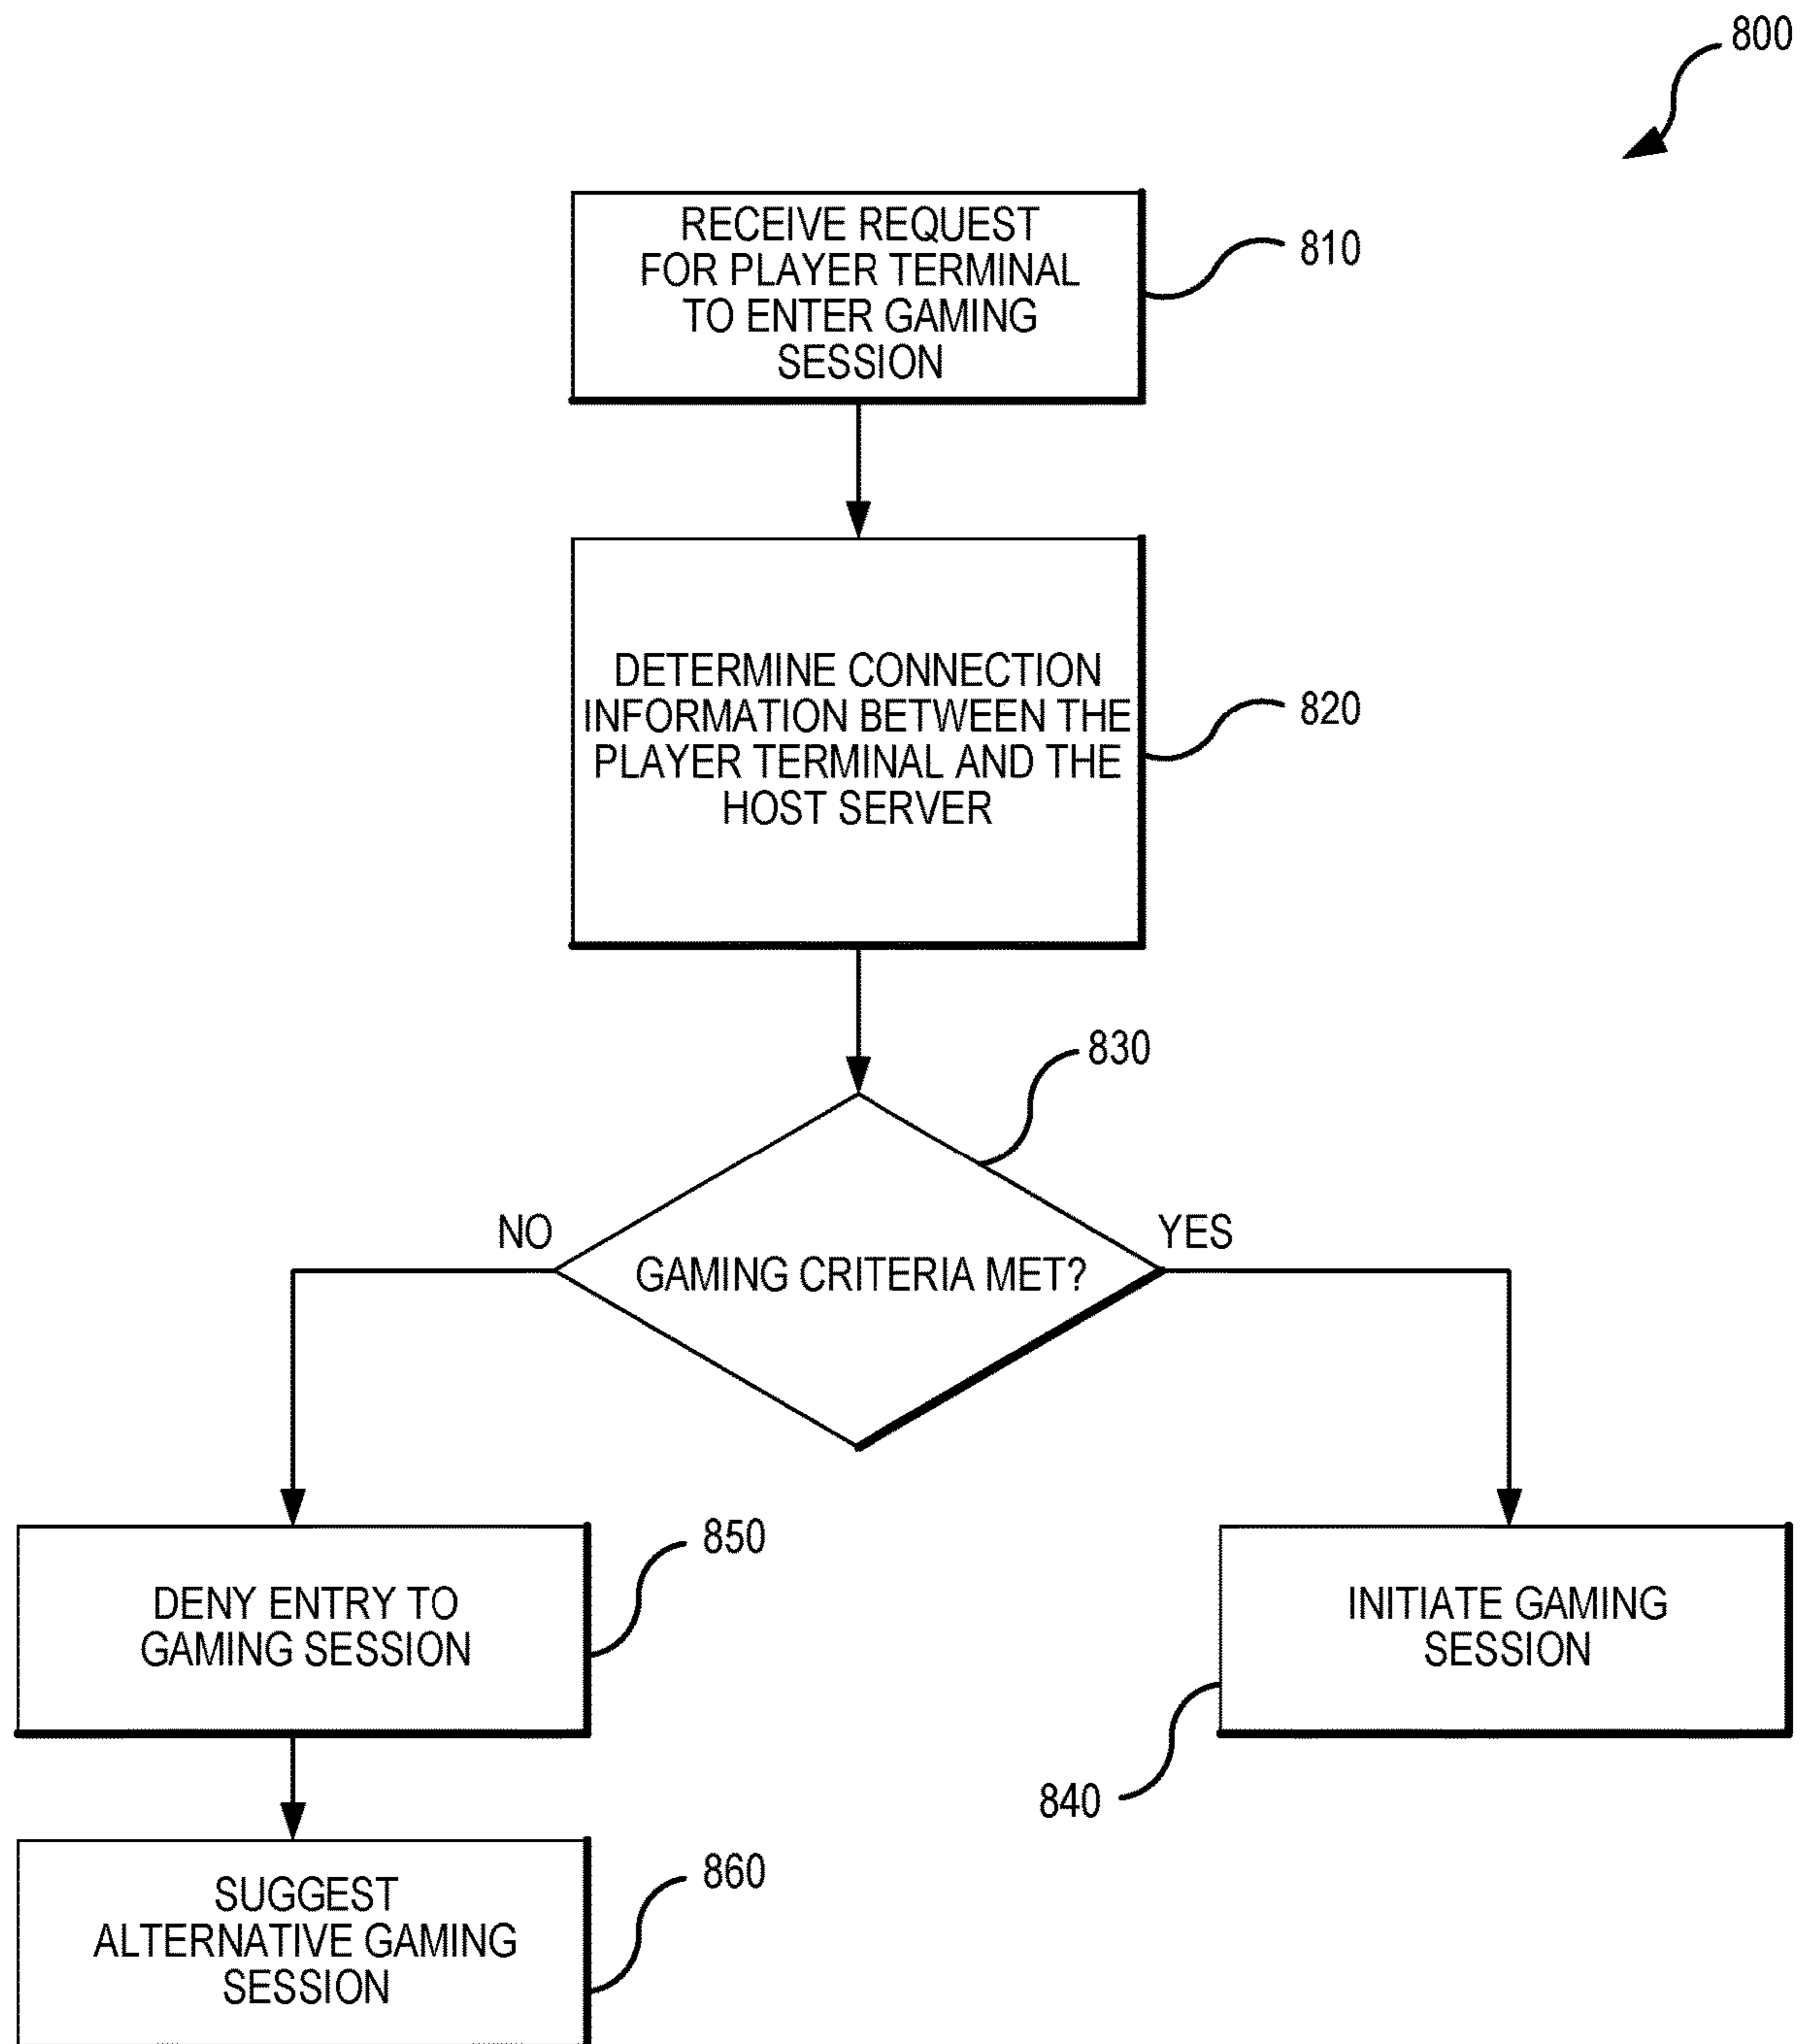 800
RECEIVE REQUEST
FOR PLAYER TERMINAL
TO ENTER GAMING
SESSION
810
DETERMINE CONNECTION
INFORMATION BETWEEN THE
PLAYER TERMINAL AND THE
HOST SERVER
820
830
NO
YES
GAMING CRITERIA MET?
DENY ENTRY TO
GAMING SESSION
850
INITIATE GAMING
SESSION
840
SUGGEST
ALTERNATIVE GAMING
SESSION
860